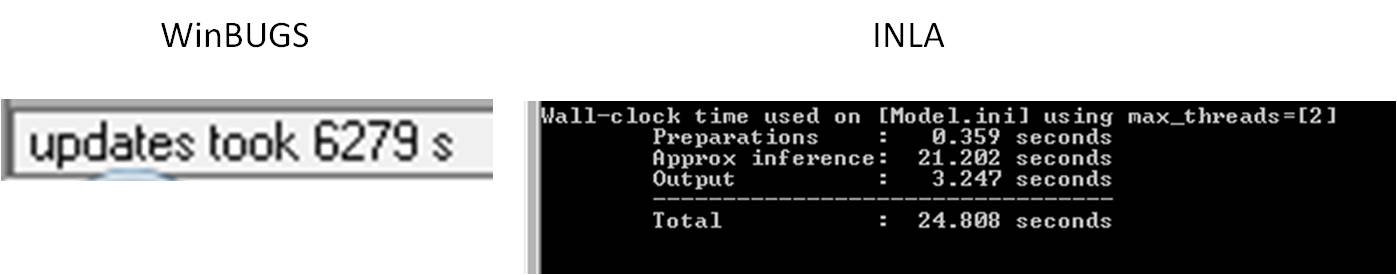 WinBUGS
INLA
updates took 6279 s
Wall-clock time used on [Model.ini] using max_threads=[2]
Preparations    :   0.359 seconds
Approx inference:  21.202 seconds
Output          :   3.247 seconds
---------------------------------
Total           :  24.808 seconds